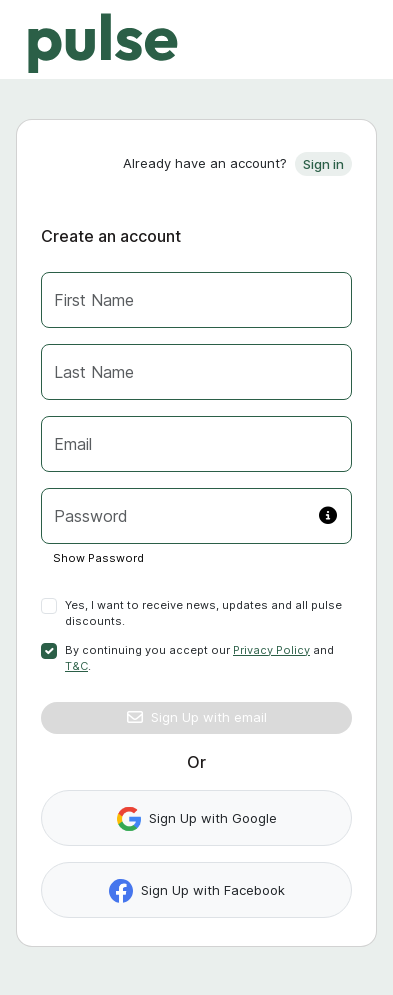 pulse
Already have an account? Sign in
Create an account
First Name
Last Name
Email
Password
Show Password
Yes, I want to receive news, updates and all pulse
discounts.
By continuing you accept our Privacy Policy and
T&C.
Sign Up with email
Or
Sign Up with Google
Sign Up with Facebook